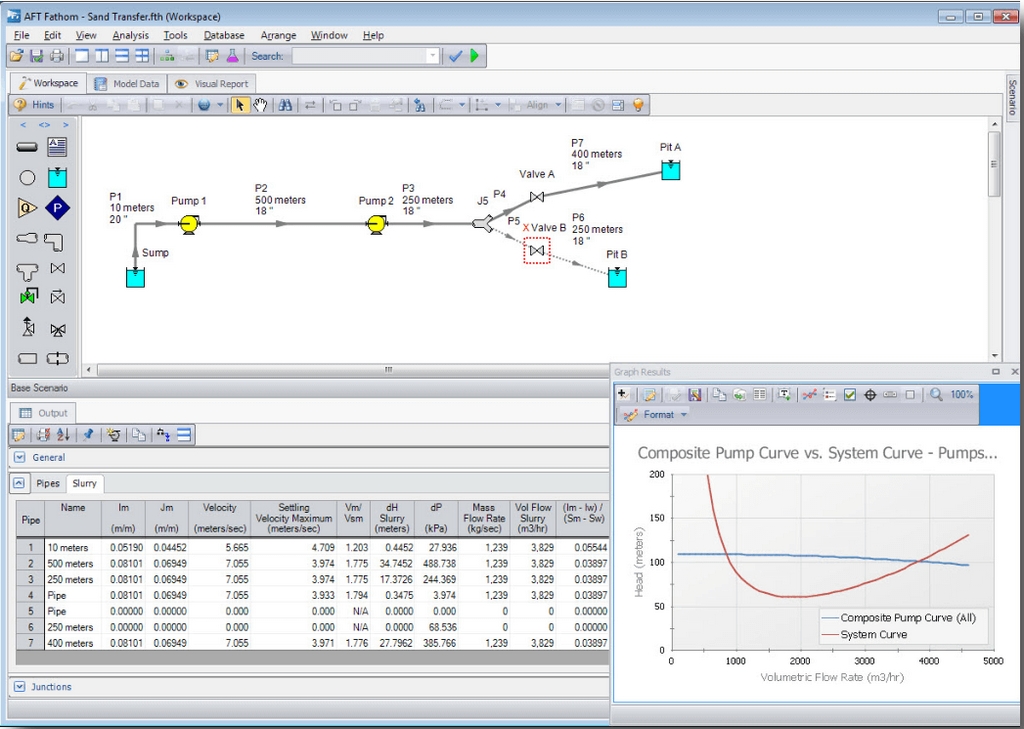 AFT Fathom - Sand Transfer.fth (Workspace)
File Edit View Analysis Tools Database Arrange Window Help
Search:
Workspace Model Data Visual Report
Hints Align
Scenario
< <> >
P1
10 meters
20 "
Pump 1
P2
500 meters
18 "
Pump 2
P3
250 meters
18 "
J5
P4
Valve A
P7
400 meters
18 "
Pit A
P5
X Valve B
P6
250 meters
18 "
Pit B
Sump
Base Scenario
Output
General
Pipes Slurry
Pipe Name Im (m/m) Jm (m/m) Velocity (meters/sec) Settling Velocity Maximum (meters/sec) Vm/ Vsm dH Slurry (meters) dP (kPa) Mass Flow Rate (kg/sec) Vol Flow Slurry (m3/hr) (Im - Iw) / (Sm - Sw)
1 10 meters 0.05190 0.04452 5.665 4.709 1.203 0.4452 27.936 1,239 3,829 0.05544
2 500 meters 0.08101 0.06949 7.055 3.974 1.775 34.7452 488.738 1,239 3,829 0.03897
3 250 meters 0.08101 0.06949 7.055 3.974 1.775 17.3726 244.369 1,239 3,829 0.03897
4 Pipe 0.08101 0.06949 7.055 3.933 1.794 0.3475 3.974 1,239 3,829 0.03897
5 Pipe 0.00000 0.00000 0.000 0.000 N/A 0.0000 0.000 0 0 0.00000
6 250 meters 0.00000 0.00000 0.000 0.000 N/A 0.0000 68.536 0 0 0.00000
7 400 meters 0.08101 0.06949 7.055 3.971 1.776 27.7962 385.766 1,239 3,829 0.03897
Junctions
Graph Results
100%
Format
Composite Pump Curve vs. System Curve - Pumps...
Head (meters)
200
150
100
50
0
Composite Pump Curve (All)
System Curve
0 1000 2000 3000 4000 5000
Volumetric Flow Rate (m3/hr)